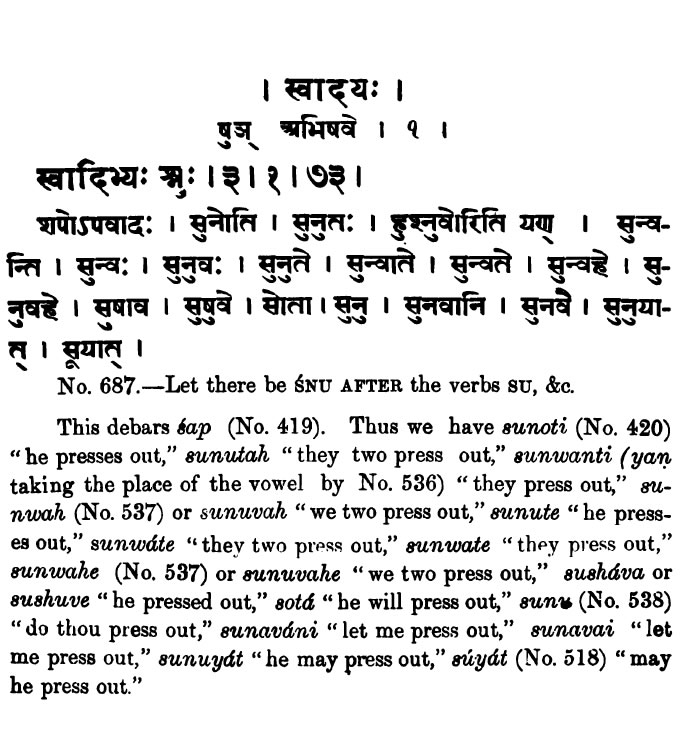 । स्वादयः ।
षुञ् अभिषवे । १ ।
स्वादिभ्यः श्नुः । ३ । १ । ७३ ।
शपोऽपवादः । सुनोति । सुनुतः । हुश्नुवोरिति यण् । सुन्व-
न्ति । सुन्वः । सुनुवः । सुनुते । सुन्वाते । सुन्वते । सुन्वहे । सु-
नुवहे । सुषाव । सुषुवे । सोता । सुनु । सुनवानि । सुनवै । सुनुया-
त् । सूयात् ।
No. 687.—Let there be ŚNU AFTER the verbs SU, &c.
This debars śap (No. 419). Thus we have sunoti (No. 420)
“he presses out,” sunutah “they two press out,” sunwanti (yaṇ
taking the place of the vowel by No. 536) “they press out,” su-
nwah (No. 537) or sunuvah “we two press out,” sunute “he press-
es out,” sunwáte “they two press out,” sunwate “they press out,”
sunwahe (No. 537) or sunuvahe “we two press out,” susháva or
sushuve “he pressed out,” sotá “he will press out,” sunu (No. 538)
“do thou press out,” sunaváni “let me press out,” sunavai “let
me press out,” sunuyát “he may press out,” súyát (No. 518) “may
he press out.”